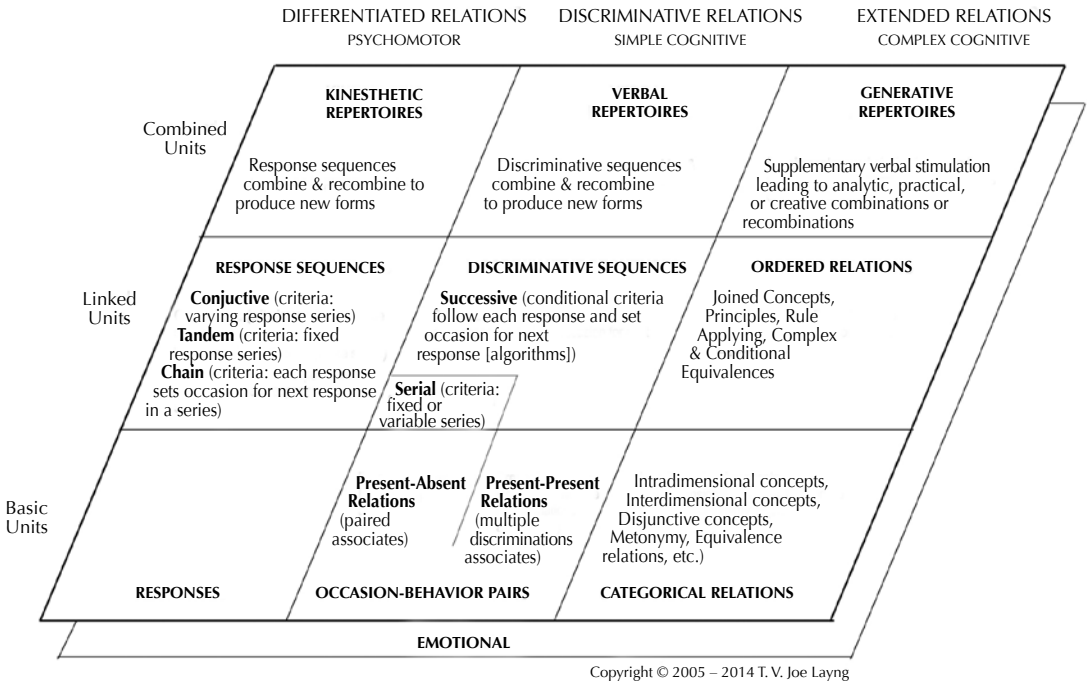 DIFFERENTIATED RELATIONS
PSYCHOMOTOR
DISCRIMINATIVE RELATIONS
SIMPLE COGNITIVE
EXTENDED RELATIONS
COMPLEX COGNITIVE
Combined
Units
KINESTHETIC
REPERTOIRES
Response sequences
combine & recombine to
produce new forms
VERBAL
REPERTOIRES
Discriminative sequences
combine & recombine
to produce new forms
GENERATIVE
REPERTOIRES
Supplementary verbal stimulation
leading to analytic, practical,
or creative combinations or
recombinations
Linked
Units
RESPONSE SEQUENCES
Conjuctive (criteria:
varying response series)
Tandem (criteria: fixed
response series)
Chain (criteria: each response
sets occasion for next response
in a series)
DISCRIMINATIVE SEQUENCES
Successive (conditional criteria
follow each response and set
occasion for next
response [algorithms])
Serial (criteria:
fixed or
variable series)
ORDERED RELATIONS
Joined Concepts,
Principles, Rule
Applying, Complex
& Conditional
Equivalences
Basic
Units
RESPONSES
Present-Absent
Relations
(paired
associates)
Present-Present
Relations
(multiple
discriminations
associates)
OCCASION-BEHAVIOR PAIRS
Intradimensional concepts,
Interdimensional concepts,
Disjunctive concepts,
Metonymy, Equivalence
relations, etc.)
CATEGORICAL RELATIONS
EMOTIONAL
Copyright © 2005 – 2014 T. V. Joe Layng